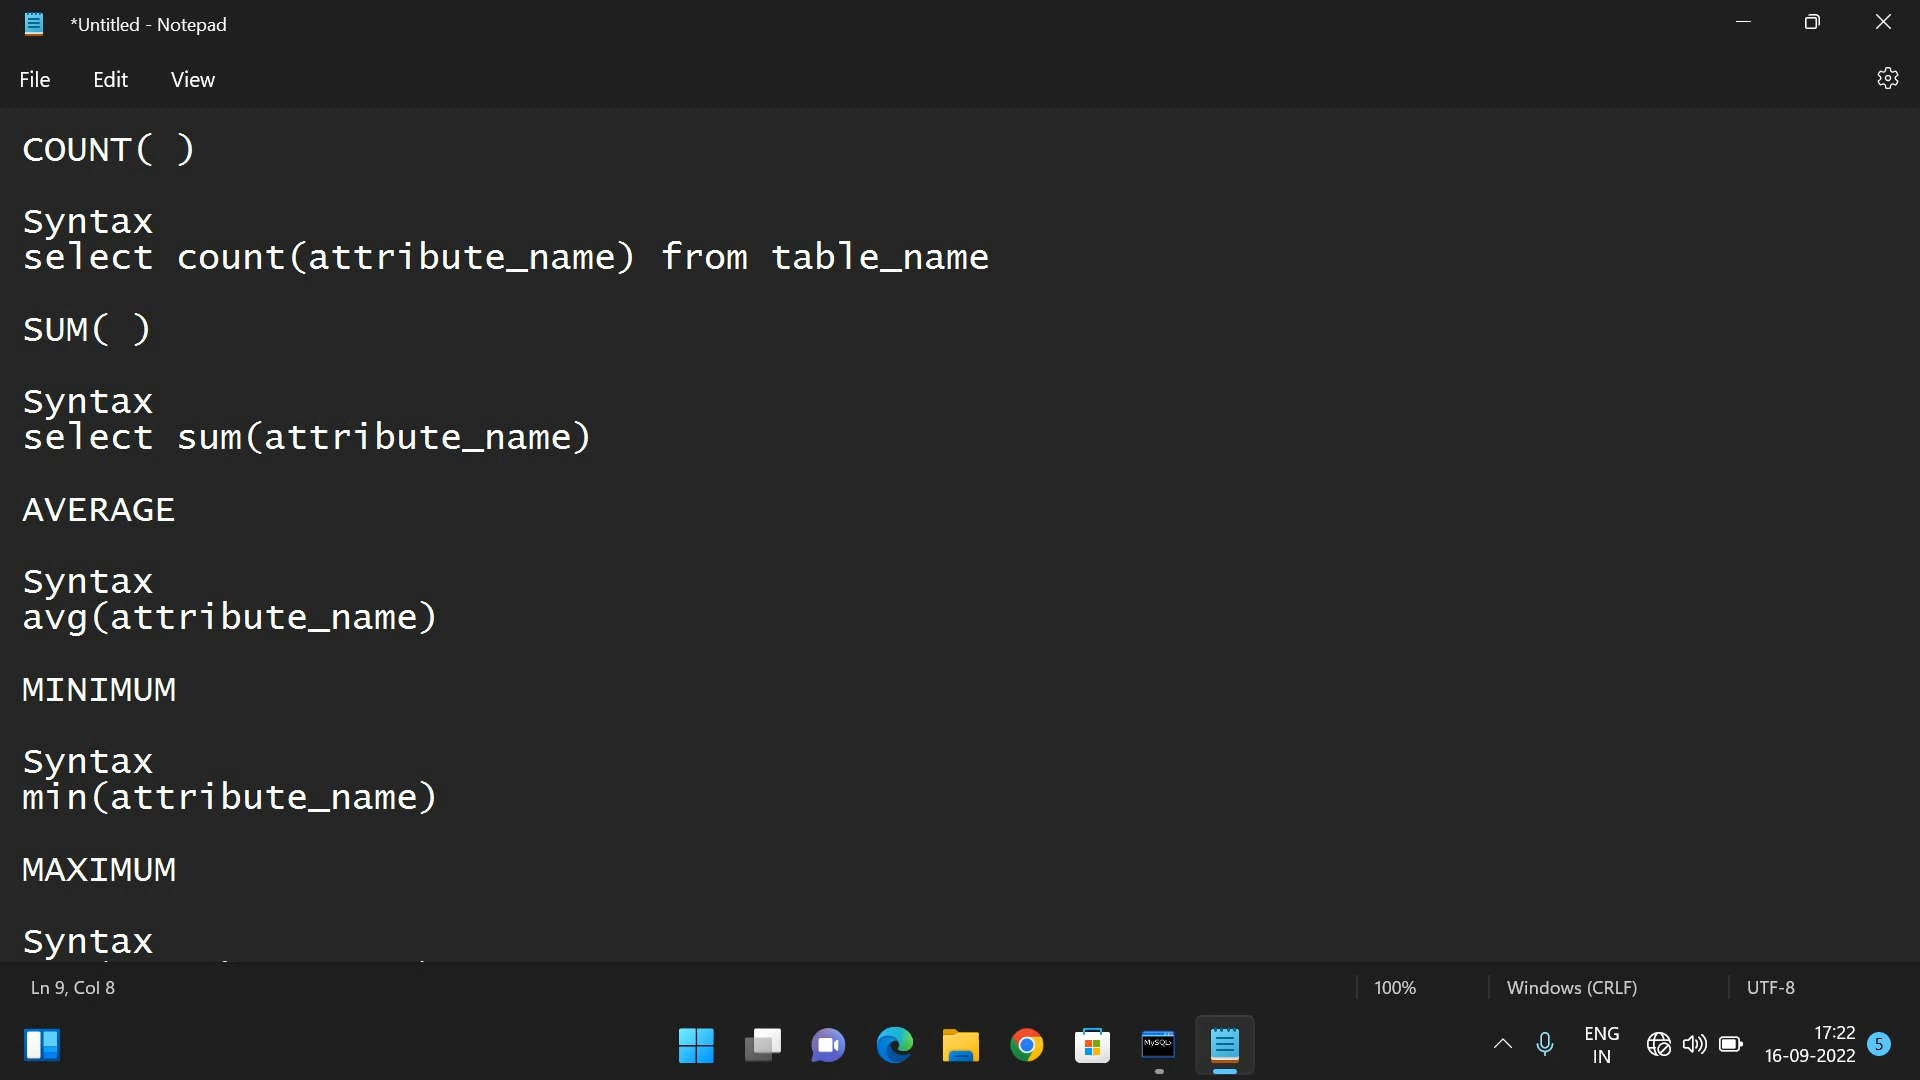 *Untitled - Notepad
File Edit View
COUNT( )
Syntax
select count(attribute_name) from table_name
SUM( )
Syntax
select sum(attribute_name)
AVERAGE
Syntax
avg(attribute_name)
MINIMUM
Syntax
min(attribute_name)
MAXIMUM
Syntax
Ln 9, Col 8 100% Windows (CRLF) UTF-8
MySQL
ENG
IN
17:22
16-09-2022
5